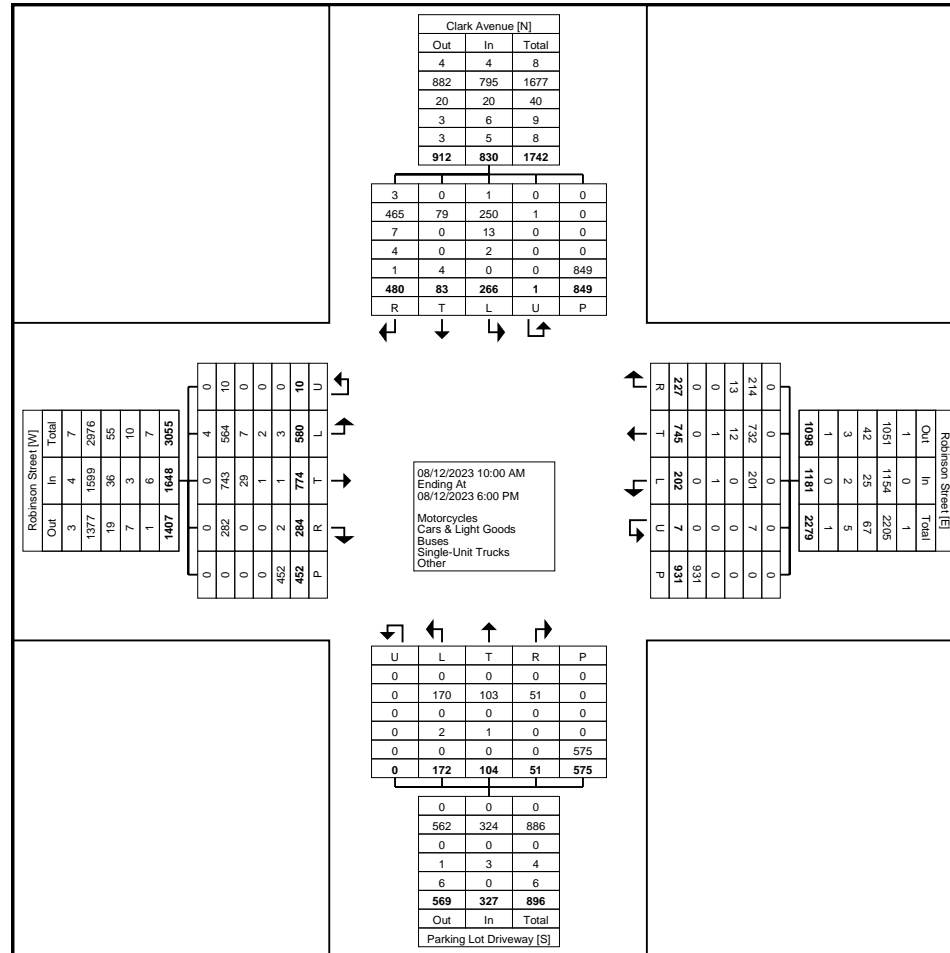 Clark Avenue [N]
Out In Total
4 4 8
882 795 1677
20 20 40
3 6 9
3 5 8
912 830 1742
3 0 1 0 0
465 79 250 1 0
7 0 13 0 0
4 0 2 0 0
1 4 0 0 849
480 83 266 1 849
R T L U P
Robinson Street [W]
Out In Total
3 4 7
1377 1599 2976
19 36 55
7 3 10
1 6 7
1407 1648 3055
0 0 0 4 0
0 282 743 564 10
0 0 29 7 0
0 0 1 2 0
452 2 1 3 0
452 284 774 580 10
P R T L U
08/12/2023 10:00 AM
Ending At
08/12/2023 6:00 PM
Motorcycles
Cars & Light Goods
Buses
Single-Unit Trucks
Other
Robinson Street [E]
Out In Total
1 0 1
1051 1154 2205
42 25 67
3 2 5
1 0 1
1098 1181 2279
0 0 0 0 0
214 732 201 7 0
13 12 0 0 0
0 1 1 0 0
0 0 0 0 931
227 745 202 7 931
R T L U P
U L T R P
0 0 0 0 0
0 170 103 51 0
0 0 0 0 0
0 2 1 0 0
0 0 0 0 575
0 172 104 51 575
0 0 0
562 324 886
0 0 0
1 3 4
6 0 6
569 327 896
Out In Total
Parking Lot Driveway [S]